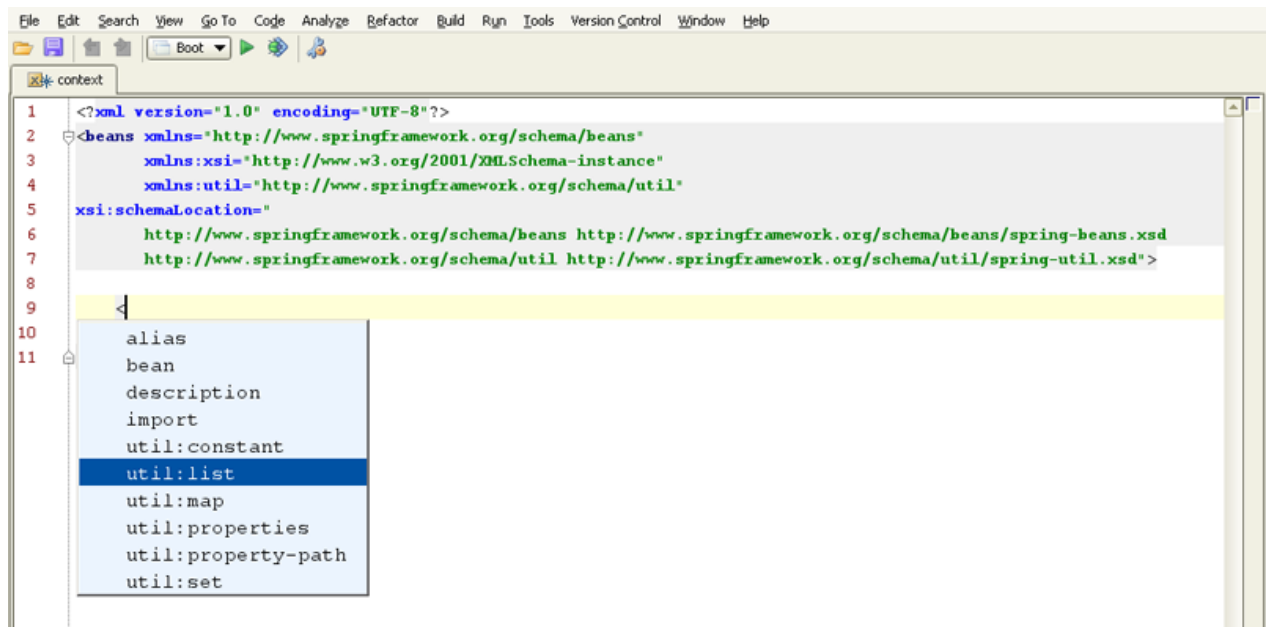 File Edit Search View Go To Code Analyze Refactor Build Run Tools Version Control Window Help
Boot
context
1 <?xml version="1.0" encoding="UTF-8"?>
2 <beans xmlns="http://www.springframework.org/schema/beans"
3 xmlns:xsi="http://www.w3.org/2001/XMLSchema-instance"
4 xmlns:util="http://www.springframework.org/schema/util"
5 xsi:schemaLocation="
6 http://www.springframework.org/schema/beans http://www.springframework.org/schema/beans/spring-beans.xsd
7 http://www.springframework.org/schema/util http://www.springframework.org/schema/util/spring-util.xsd">
8
9 <
10 alias
11 bean
description
import
util:constant
util:list
util:map
util:properties
util:property-path
util:set